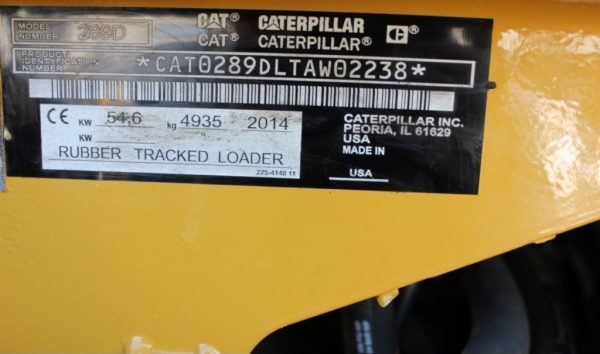 MODEL NUMBER 289D
CAT CATERPILLAR C
CAT® CATERPILLAR®
PRODUCT IDENTIFICATION NUMBER *CAT0289DLTAW02238*
CE KW 54,6 kg 4935 2014
KW
RUBBER TRACKED LOADER
225-4148 11
CATERPILLAR INC.
PEORIA, IL 61629
USA
MADE IN
USA